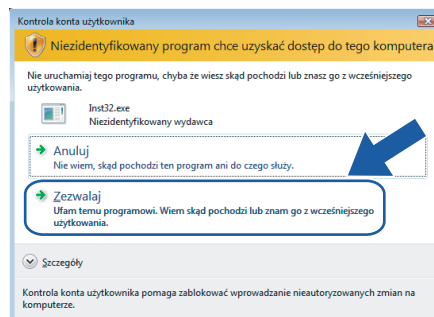 Kontrola konta użytkownika
Niezidentyfikowany program chce uzyskać dostęp do tego komputera
Nie uruchamiaj tego programu, chyba że wiesz skąd pochodzi lub znasz go z wcześniejszego
użytkowania.
Inst32.exe
Niezidentyfikowany wydawca
Anuluj
Nie wiem, skąd pochodzi ten program ani do czego służy.
Zezwalaj
Ufam temu programowi. Wiem skąd pochodzi lub znam go z wcześniejszego
użytkowania.
Szczegóły
Kontrola konta użytkownika pomaga zablokować wprowadzanie nieautoryzowanych zmian na
komputerze.